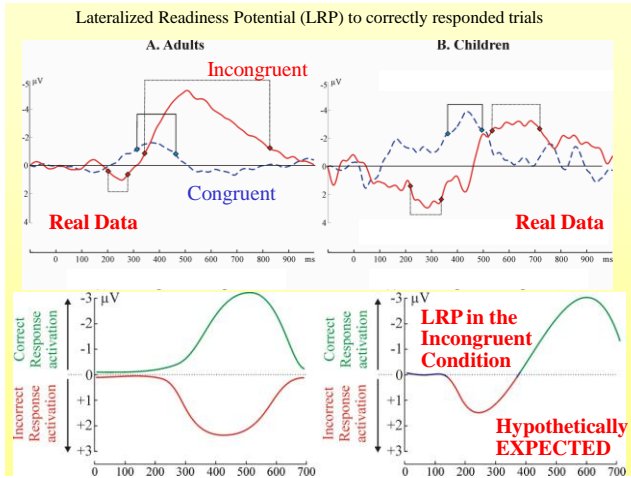 Lateralized Readiness Potential (LRP) to correctly responded trials
A. Adults
B. Children
μV
-5
-4
2
4
Incongruent
Congruent
Real Data
0 100 200 300 400 500 600 700 800 900 ms
μV
-4
-2
0
2
4
Real Data
0 100 200 300 400 500 600 700 800 900 ms
Correct
Response
activation
Incorrect
Response
activation
-3 μV
-2
-1
0
+1
+2
+3
0 100 200 300 400 500 600 700
Correct
Response
activation
Incorrect
Response
activation
-3 μV
-2
-1
0
+1
+2
+3
LRP in the
Incongruent
Condition
Hypothetically
EXPECTED
0 100 200 300 400 500 600 700